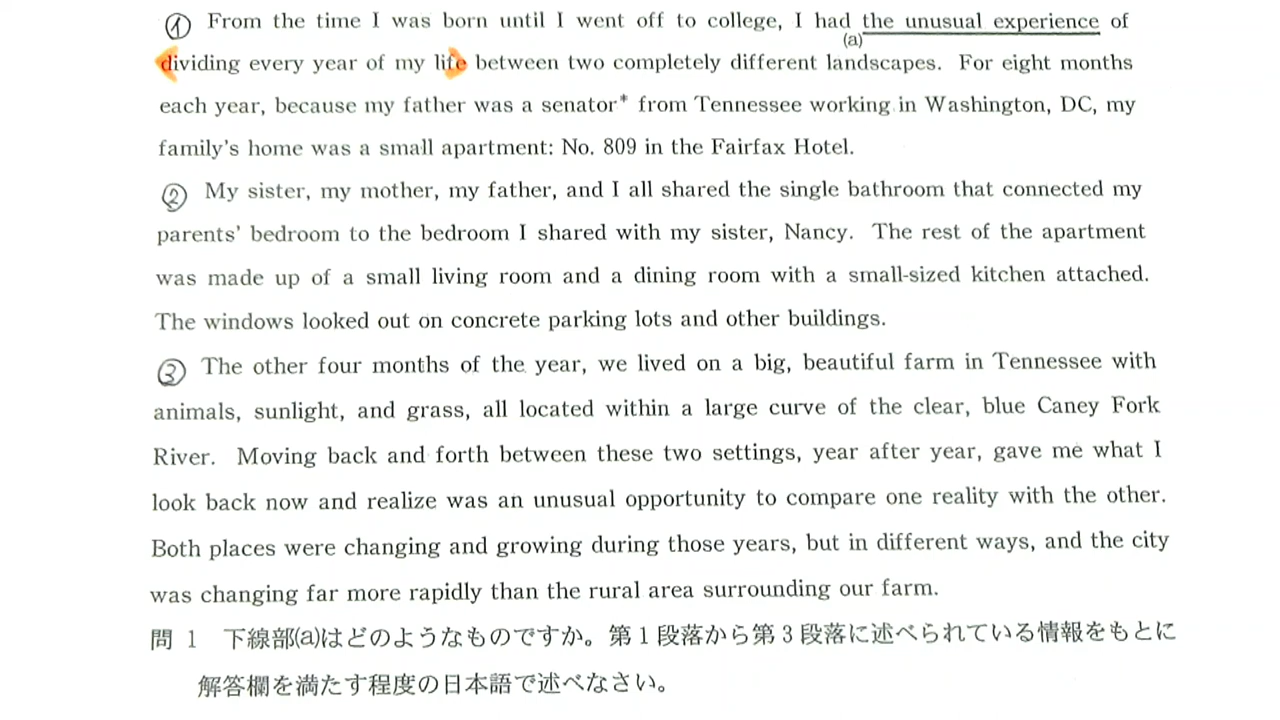 ① From the time I was born until I went off to college, I had the unusual experience of
(a)
dividing every year of my life between two completely different landscapes. For eight months
each year, because my father was a senator* from Tennessee working in Washington, DC, my
family's home was a small apartment: No. 809 in the Fairfax Hotel.
② My sister, my mother, my father, and I all shared the single bathroom that connected my
parents' bedroom to the bedroom I shared with my sister, Nancy. The rest of the apartment
was made up of a small living room and a dining room with a small-sized kitchen attached.
The windows looked out on concrete parking lots and other buildings.
③ The other four months of the year, we lived on a big, beautiful farm in Tennessee with
animals, sunlight, and grass, all located within a large curve of the clear, blue Caney Fork
River. Moving back and forth between these two settings, year after year, gave me what I
look back now and realize was an unusual opportunity to compare one reality with the other.
Both places were changing and growing during those years, but in different ways, and the city
was changing far more rapidly than the rural area surrounding our farm.
問 1 下線部(a)はどのようなものですか。第1段落から第3段落に述べられている情報をもとに
解答欄を満たす程度の日本語で述べなさい。